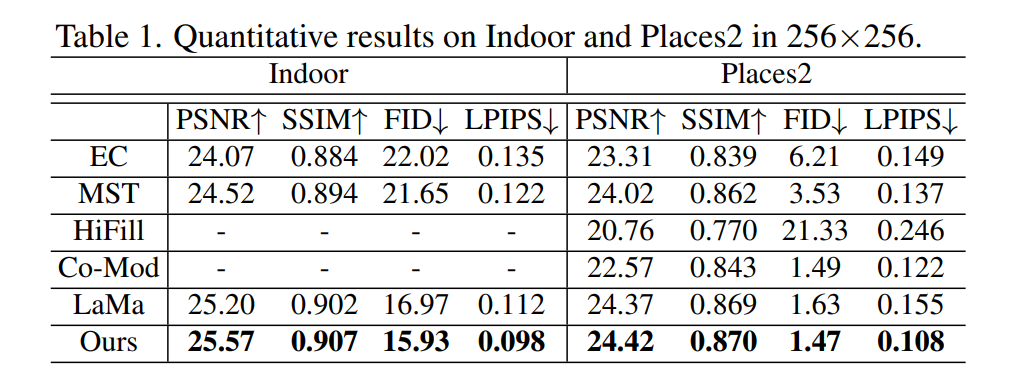 Table 1. Quantitative results on Indoor and Places2 in 256×256.
Indoor Places2
PSNR↑ SSIM↑ FID↓ LPIPS↓ PSNR↑ SSIM↑ FID↓ LPIPS↓
EC 24.07 0.884 22.02 0.135 23.31 0.839 6.21 0.149
MST 24.52 0.894 21.65 0.122 24.02 0.862 3.53 0.137
HiFill - - - - 20.76 0.770 21.33 0.246
Co-Mod - - - - 22.57 0.843 1.49 0.122
LaMa 25.20 0.902 16.97 0.112 24.37 0.869 1.63 0.155
Ours 25.57 0.907 15.93 0.098 24.42 0.870 1.47 0.108